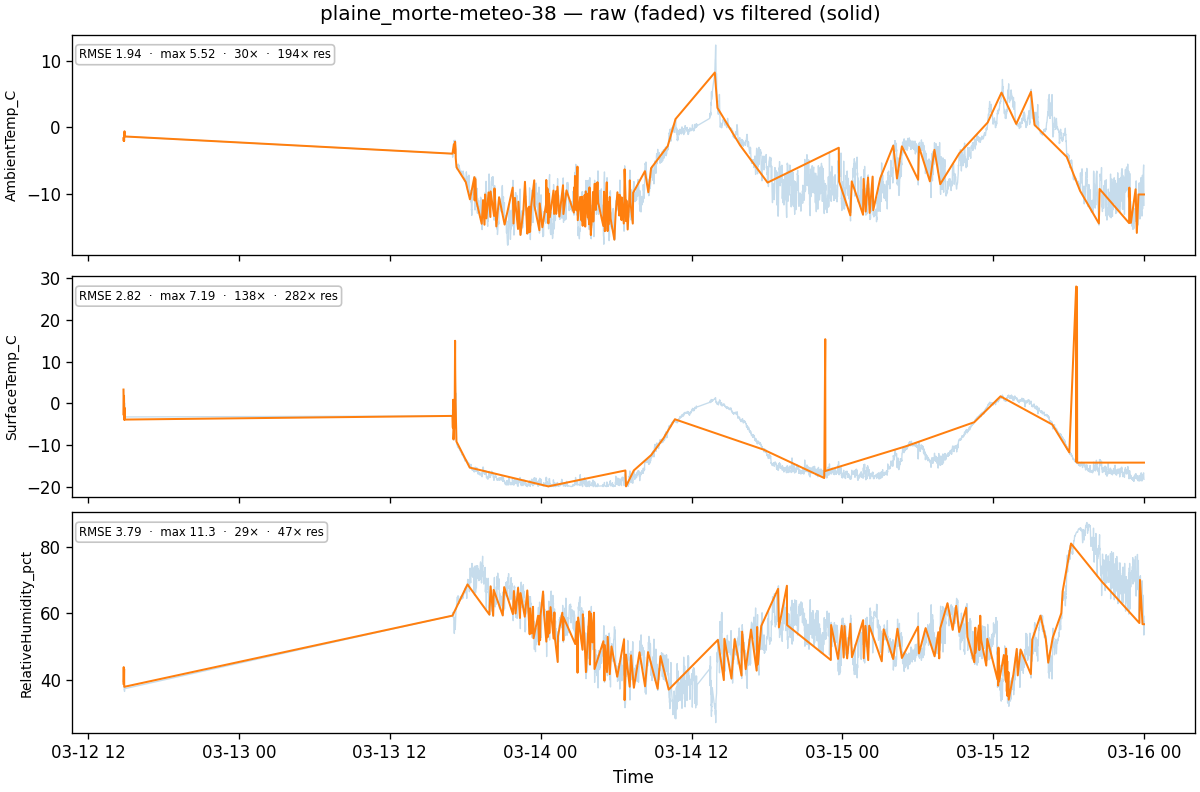 plaine_morte-meteo-38 — raw (faded) vs filtered (solid)
RMSE 1.94 · max 5.52 · 30× · 194× res
AmbientTemp_C
10
0
−10
RMSE 2.82 · max 7.19 · 138× · 282× res
SurfaceTemp_C
30
20
10
0
−10
−20
RMSE 3.79 · max 11.3 · 29× · 47× res
RelativeHumidity_pct
80
60
40
03-12 12 03-13 00 03-13 12 03-14 00 03-14 12 03-15 00 03-15 12 03-16 00
Time